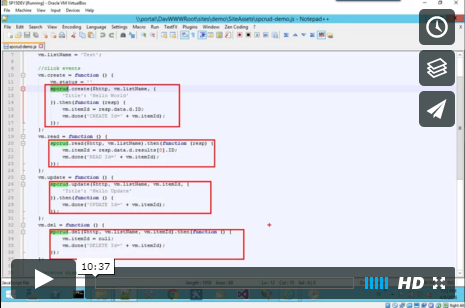 SP13DEV [Running] - Oracle VM VirtualBox
Machine View Input Devices Help
\\portal\DavWWWRoot\sites\demo\SiteAssets\spcrud-demo.js - Notepad++
File Edit Search View Encoding Language Settings Macro Run Plugins Window ?
spcrud-demo.js
vm.listName = 'Test';
//click events
vm.create = function () {
vm.status = ''
spcrud.create($http, vm.listName, {
'Title': 'Hello World'
}).then(function (resp) {
vm.itemId = resp.data.d.ID;
vm.done('CREATE Id=' + vm.itemId);
});
};
vm.read = function () {
spcrud.read($http, vm.listName).then(function (resp) {
vm.itemId = resp.data.d.results[0].ID;
vm.done('READ Id=' + vm.itemId);
});
};
vm.update = function () {
spcrud.update($http, vm.listName, vm.itemId, {
'Title': 'Hello Update'
}).then(function () {
vm.done('UPDATE Id=' + vm.itemId);
});
};
vm.del = function () {
spcrud.del($http, vm.listName, vm.itemId).then(function () {
vm.itemId = null;
vm.done('DELETE Id=' + vm.itemId);
});
10:37
HD